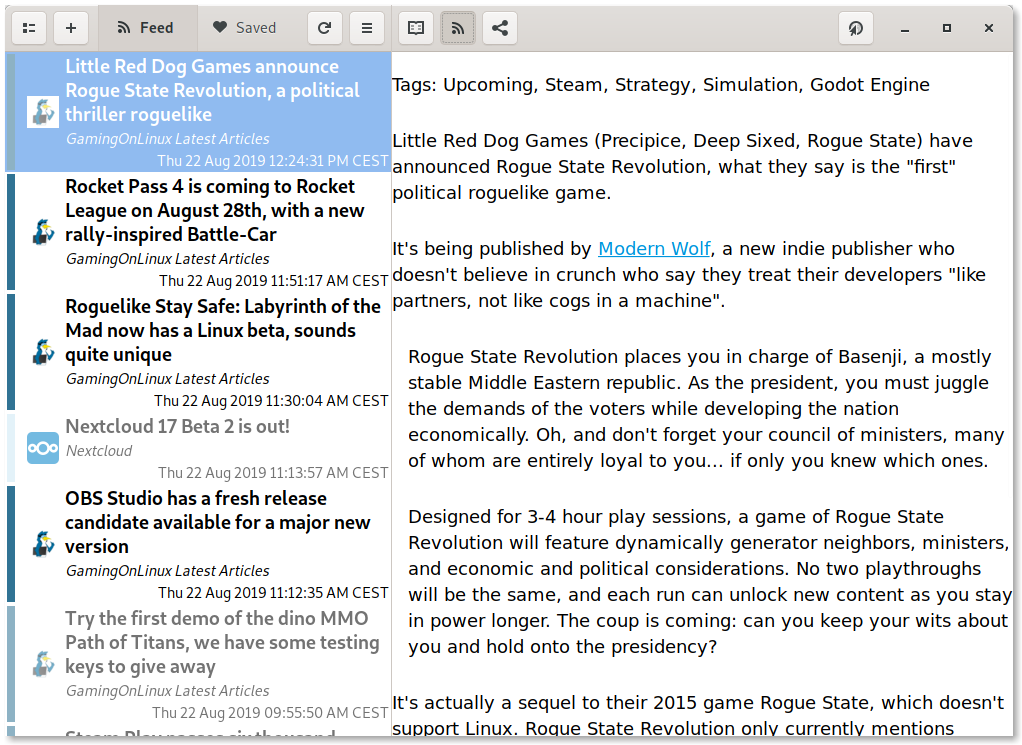 Feed
Saved
Little Red Dog Games announce
Rogue State Revolution, a political
thriller roguelike
GamingOnLinux Latest Articles
Thu 22 Aug 2019 12:24:31 PM CEST
Rocket Pass 4 is coming to Rocket
League on August 28th, with a new
rally-inspired Battle-Car
GamingOnLinux Latest Articles
Thu 22 Aug 2019 11:51:17 AM CEST
Roguelike Stay Safe: Labyrinth of the
Mad now has a Linux beta, sounds
quite unique
GamingOnLinux Latest Articles
Thu 22 Aug 2019 11:30:04 AM CEST
Nextcloud 17 Beta 2 is out!
Nextcloud
Thu 22 Aug 2019 11:13:57 AM CEST
OBS Studio has a fresh release
candidate available for a major new
version
GamingOnLinux Latest Articles
Thu 22 Aug 2019 11:12:35 AM CEST
Try the first demo of the dino MMO
Path of Titans, we have some testing
keys to give away
GamingOnLinux Latest Articles
Thu 22 Aug 2019 09:55:50 AM CEST
Steam Play passes six thousand
Tags: Upcoming, Steam, Strategy, Simulation, Godot Engine
Little Red Dog Games (Precipice, Deep Sixed, Rogue State) have
announced Rogue State Revolution, what they say is the "first"
political roguelike game.
It's being published by Modern Wolf, a new indie publisher who
doesn't believe in crunch who say they treat their developers "like
partners, not like cogs in a machine".
Rogue State Revolution places you in charge of Basenji, a mostly
stable Middle Eastern republic. As the president, you must juggle
the demands of the voters while developing the nation
economically. Oh, and don't forget your council of ministers, many
of whom are entirely loyal to you... if only you knew which ones.
Designed for 3-4 hour play sessions, a game of Rogue State
Revolution will feature dynamically generator neighbors, ministers,
and economic and political considerations. No two playthroughs
will be the same, and each run can unlock new content as you stay
in power longer. The coup is coming: can you keep your wits about
you and hold onto the presidency?
It's actually a sequel to their 2015 game Rogue State, which doesn't
support Linux. Rogue State Revolution only currently mentions